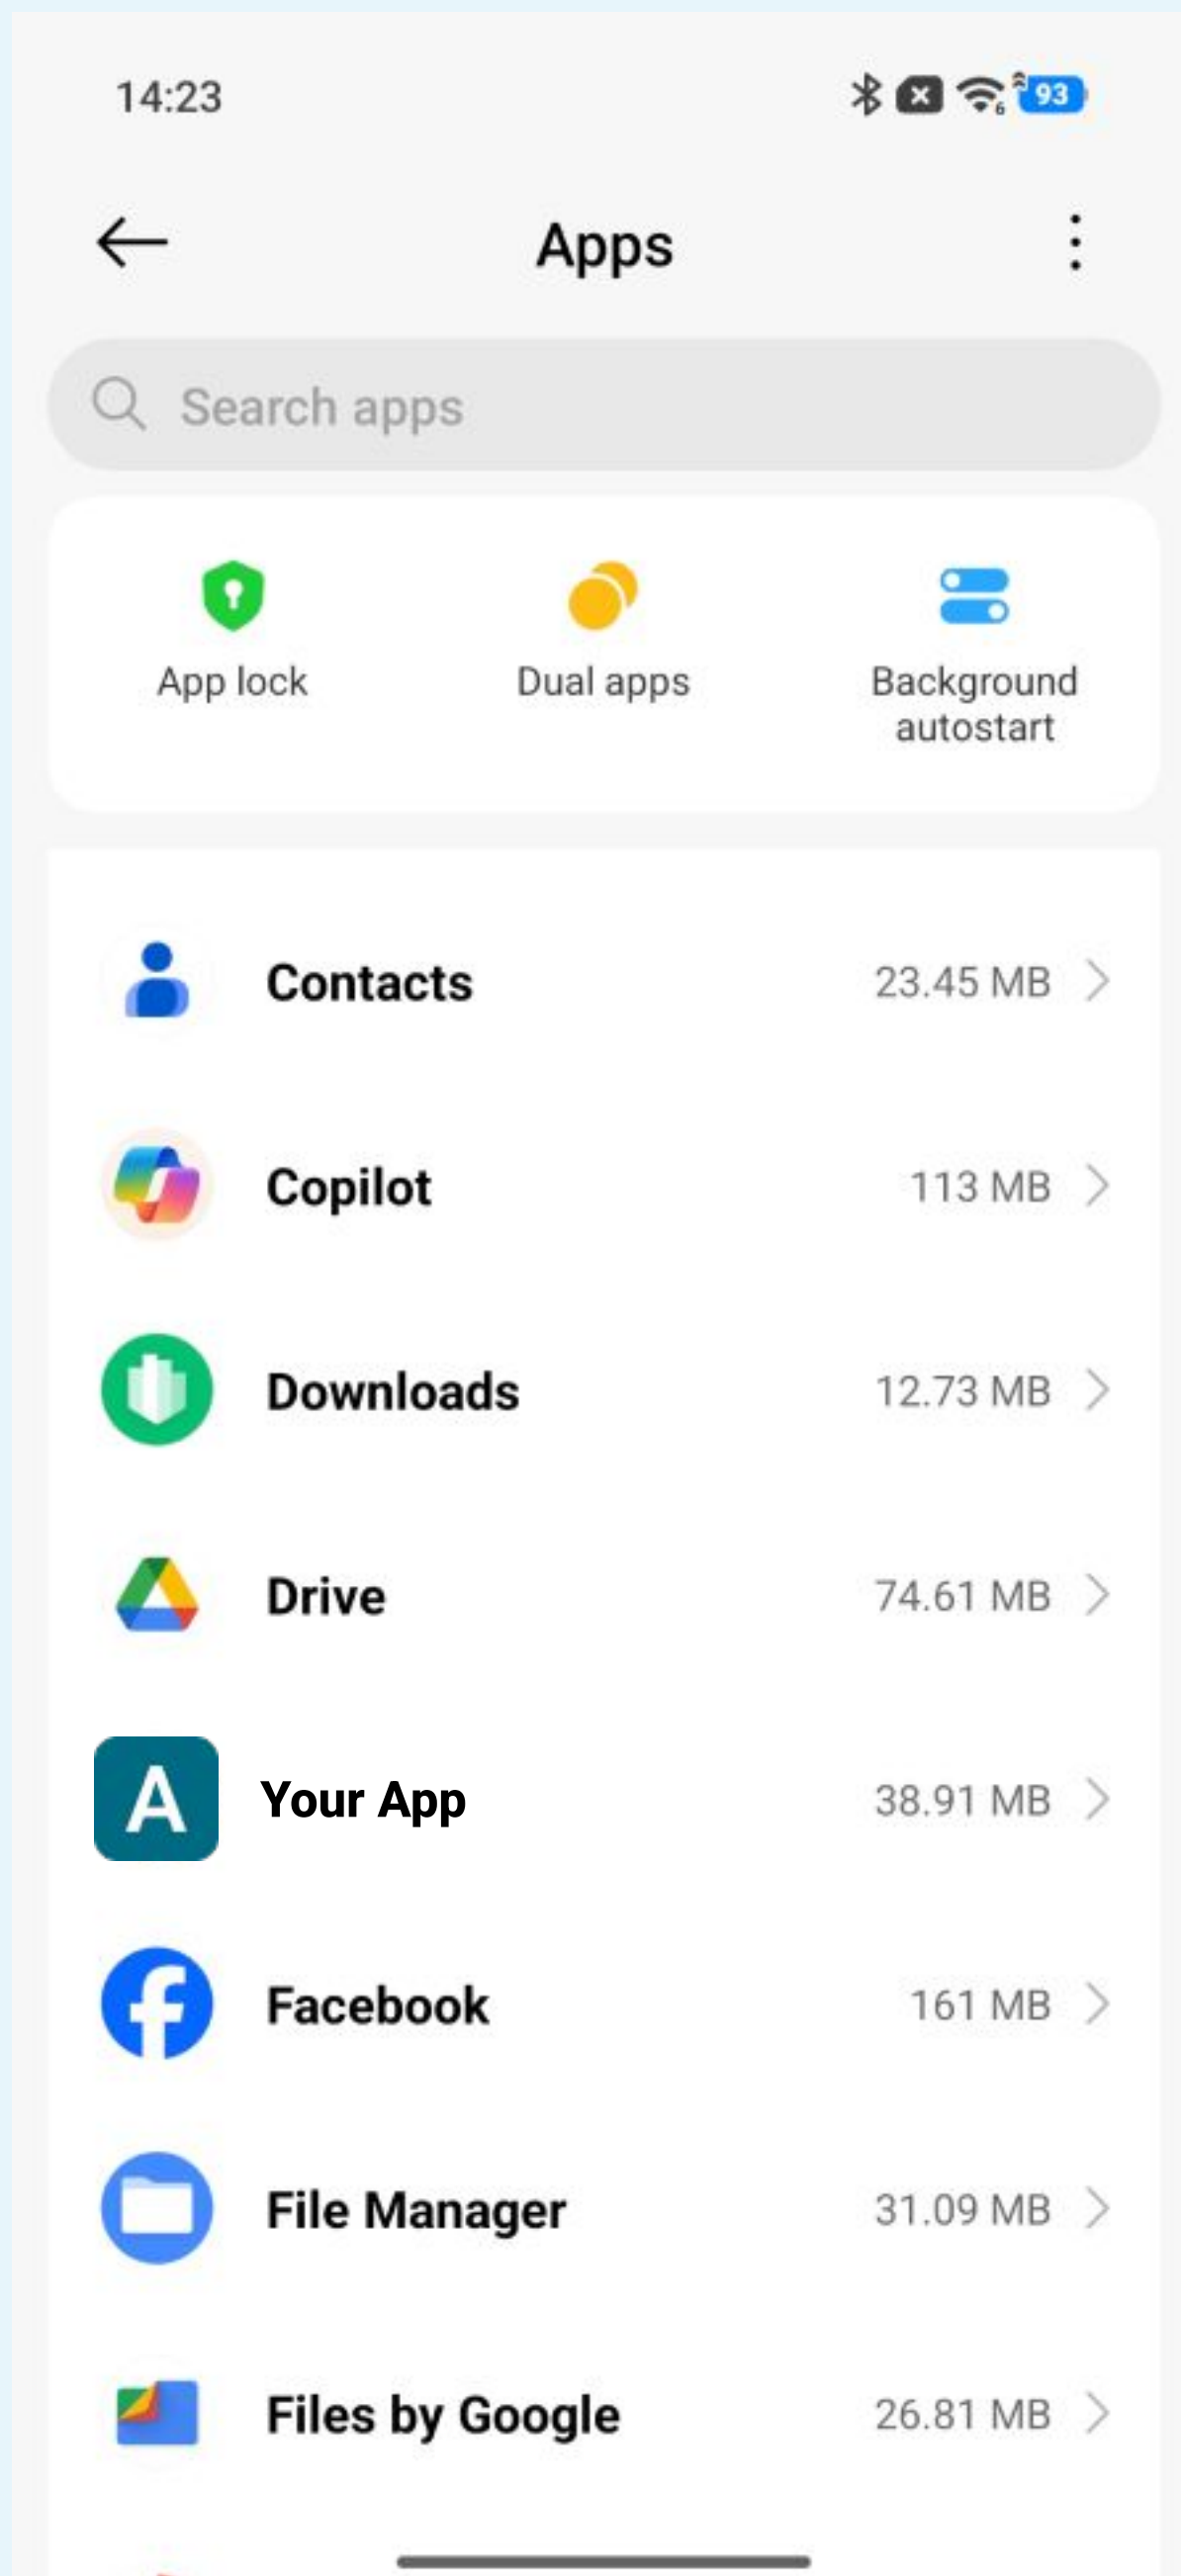 14:23
6 93
Apps
Search apps
App lock
Dual apps
Background
autostart
Contacts 23.45 MB
Copilot 113 MB
Downloads 12.73 MB
Drive 74.61 MB
A Your App 38.91 MB
Facebook 161 MB
File Manager 31.09 MB
Files by Google 26.81 MB